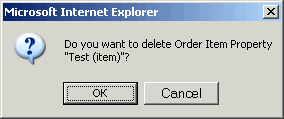 Microsoft Internet Explorer
Do you want to delete Order Item Property
"Test (item)"?
OK
Cancel